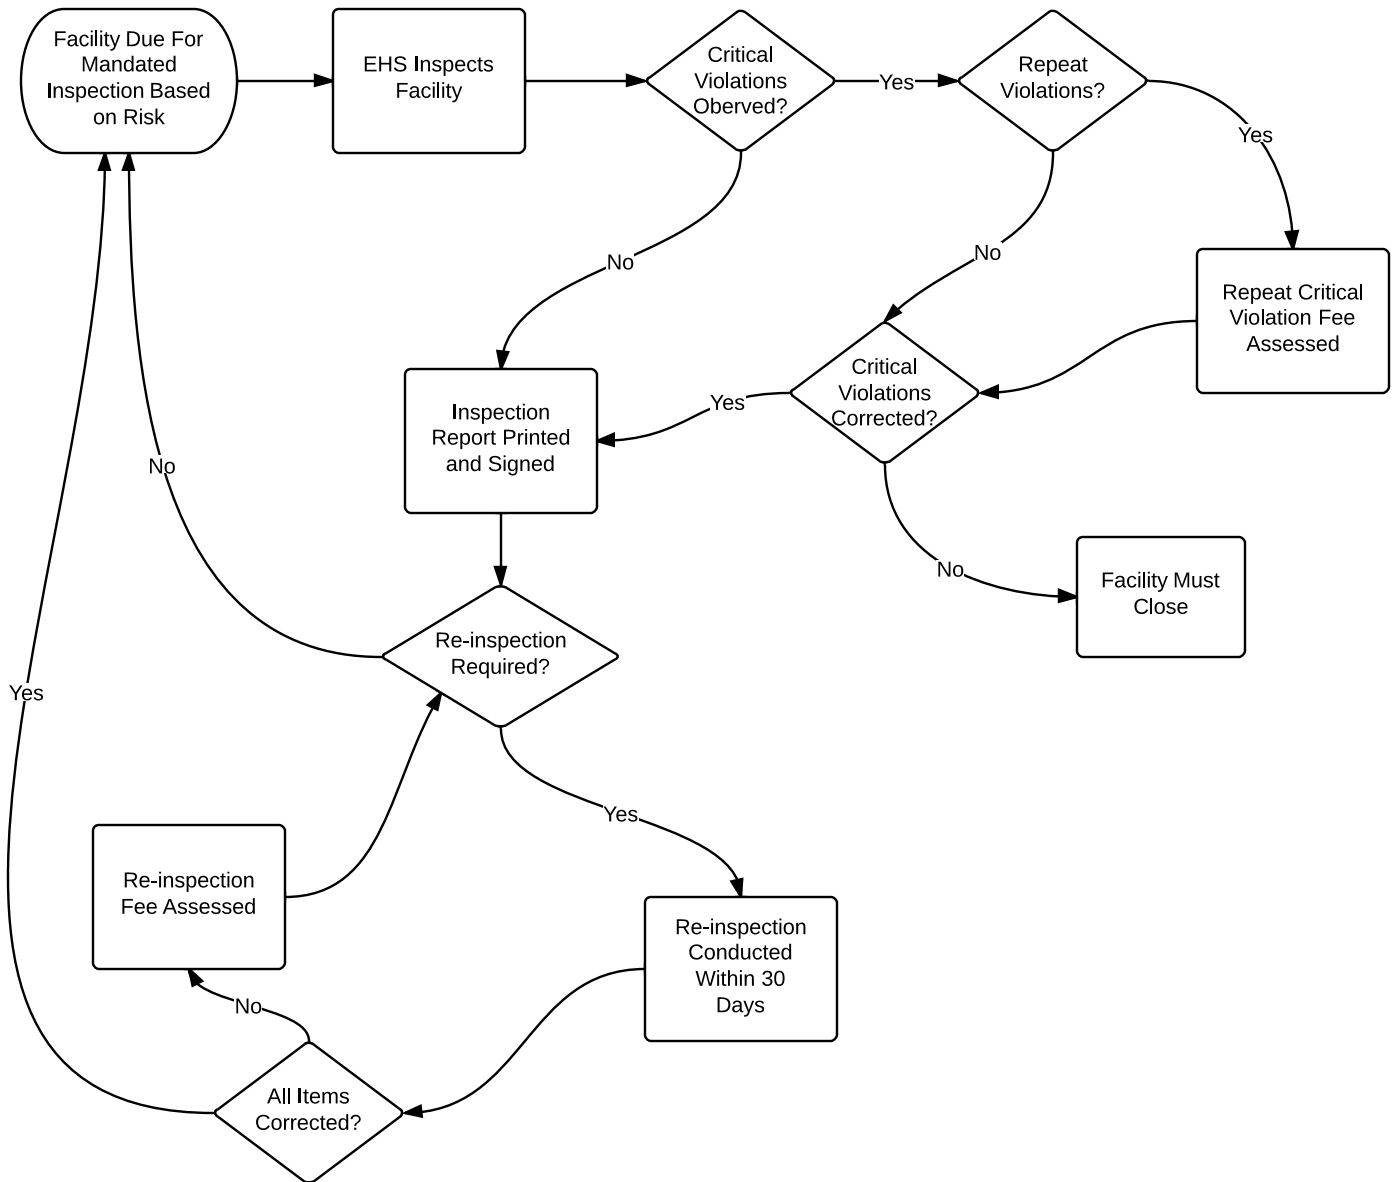 Facility Due For
Mandated
Inspection Based
on Risk
EHS Inspects
Facility
Critical
Violations
Oberved?
Yes
Repeat
Violations?
Yes
No
No
Repeat Critical
Violation Fee
Assessed
Critical
Violations
Corrected?
Yes
Inspection
Report Printed
and Signed
No
No
Facility Must
Close
Re-inspection
Required?
Yes
Yes
Re-inspection
Fee Assessed
Re-inspection
Conducted
Within 30
Days
No
All Items
Corrected?